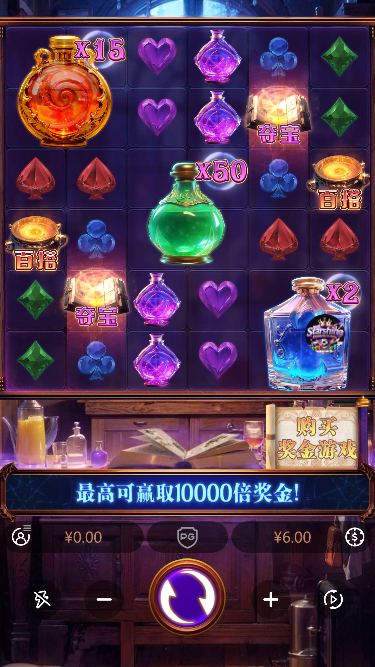 x15
夺宝
x50
百搭
百搭
夺宝
x2
Starshine
购买
奖金游戏
最高可赢取10000倍奖金!
¥0.00
PG
¥6.00